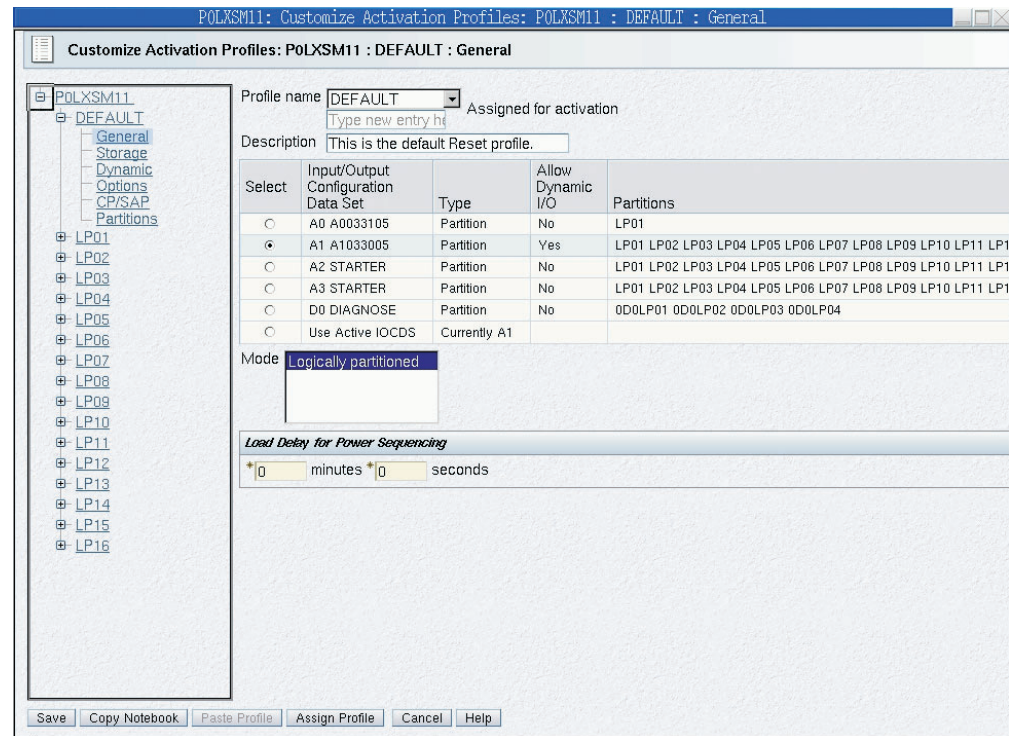 P0LXSM11: Customize Activation Profiles: P0LXSM11 : DEFAULT : General
Customize Activation Profiles: P0LXSM11 : DEFAULT : General
P0LXSM11
DEFAULT
General
Storage
Dynamic
Options
CP/SAP
Partitions
LP01
LP02
LP03
LP04
LP05
LP06
LP07
LP08
LP09
LP10
LP11
LP12
LP13
LP14
LP15
LP16
Profile name DEFAULT Assigned for activation
Type new entry he
Description This is the default Reset profile.
Select Input/Output Configuration Data Set Type Allow Dynamic I/O Partitions
A0 A0033105 Partition No LP01
A1 A1033005 Partition Yes LP01 LP02 LP03 LP04 LP05 LP06 LP07 LP08 LP09 LP10 LP11 LP1
A2 STARTER Partition No LP01 LP02 LP03 LP04 LP05 LP06 LP07 LP08 LP09 LP10 LP11 LP1
A3 STARTER Partition No LP01 LP02 LP03 LP04 LP05 LP06 LP07 LP08 LP09 LP10 LP11 LP1
D0 DIAGNOSE Partition No 0D0LP01 0D0LP02 0D0LP03 0D0LP04
Use Active IOCDS Currently A1
Mode Logically partitioned
Load Delay for Power Sequencing
*0 minutes *0 seconds
Save Copy Notebook Paste Profile Assign Profile Cancel Help